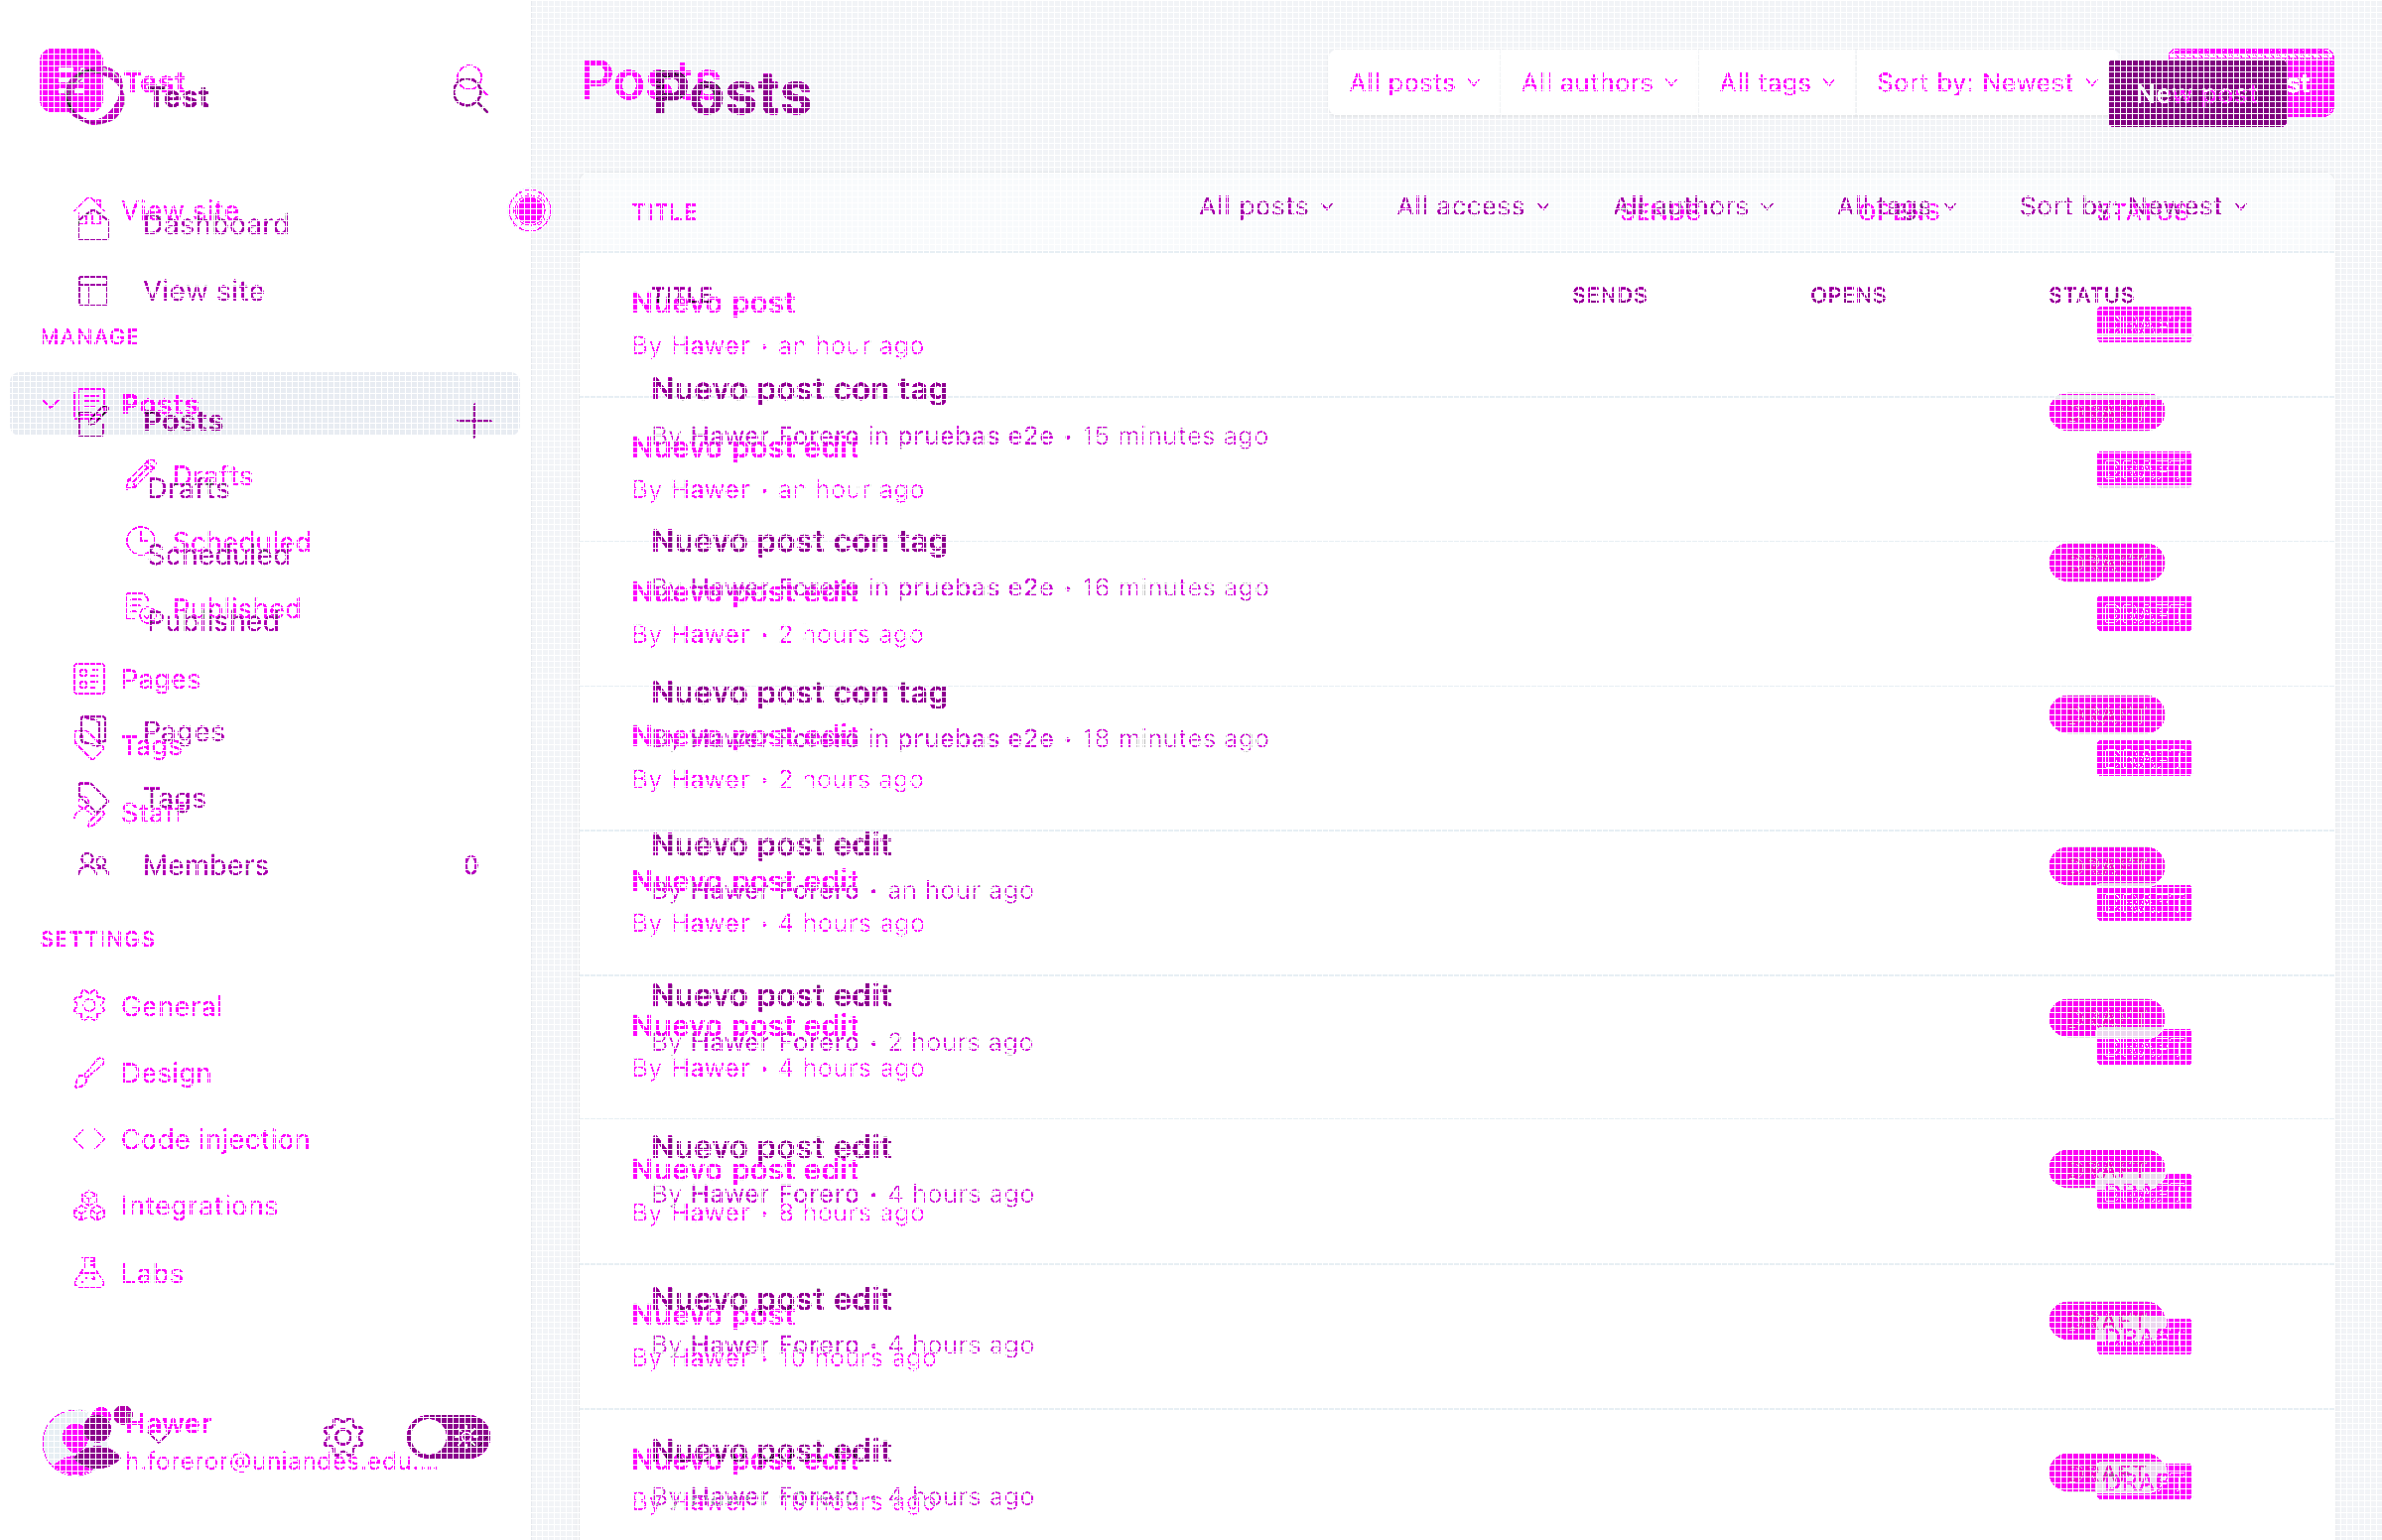 Test
Test
Posts
Posts
All posts
All authors
All tags
Sort by: Newest
New post
View site
Dashboard
View site
MANAGE
Posts
Posts
Drafts
Drafts
Scheduled
Scheduled
Published
Published
Pages
Pages
Tags
Tags
Staff
Members 0
SETTINGS
General
Design
Code injection
Integrations
Labs
Hawer
h.foreror@uniandes.edu....
TITLE SENDS OPENS STATUS
All posts
All access
All authors
All tags
Sort by: Newest
TITLE SENDS OPENS STATUS
Nuevo post
By Hawer • an hour ago
Nuevo post con tag
By Hawer Forero in pruebas e2e • 15 minutes ago
Nuevo post edit
By Hawer • an hour ago
Nuevo post con tag
By Hawer Forero in pruebas e2e • 16 minutes ago
Nuevo post edit
By Hawer • 2 hours ago
Nuevo post con tag
By Hawer Forero in pruebas e2e • 18 minutes ago
Nuevo post edit
By Hawer • 2 hours ago
Nuevo post edit
Nuevo post edit
By Hawer Forero • an hour ago
By Hawer • 4 hours ago
Nuevo post edit
Nuevo post edit
By Hawer Forero • 2 hours ago
By Hawer • 4 hours ago
Nuevo post edit
Nuevo post edit
By Hawer Forero • 4 hours ago
By Hawer • 8 hours ago
Nuevo post edit
Nuevo post
By Hawer Forero • 4 hours ago
By Hawer • 10 hours ago
Nuevo post edit
Nuevo post edit
By Hawer Forero • 4 hours ago